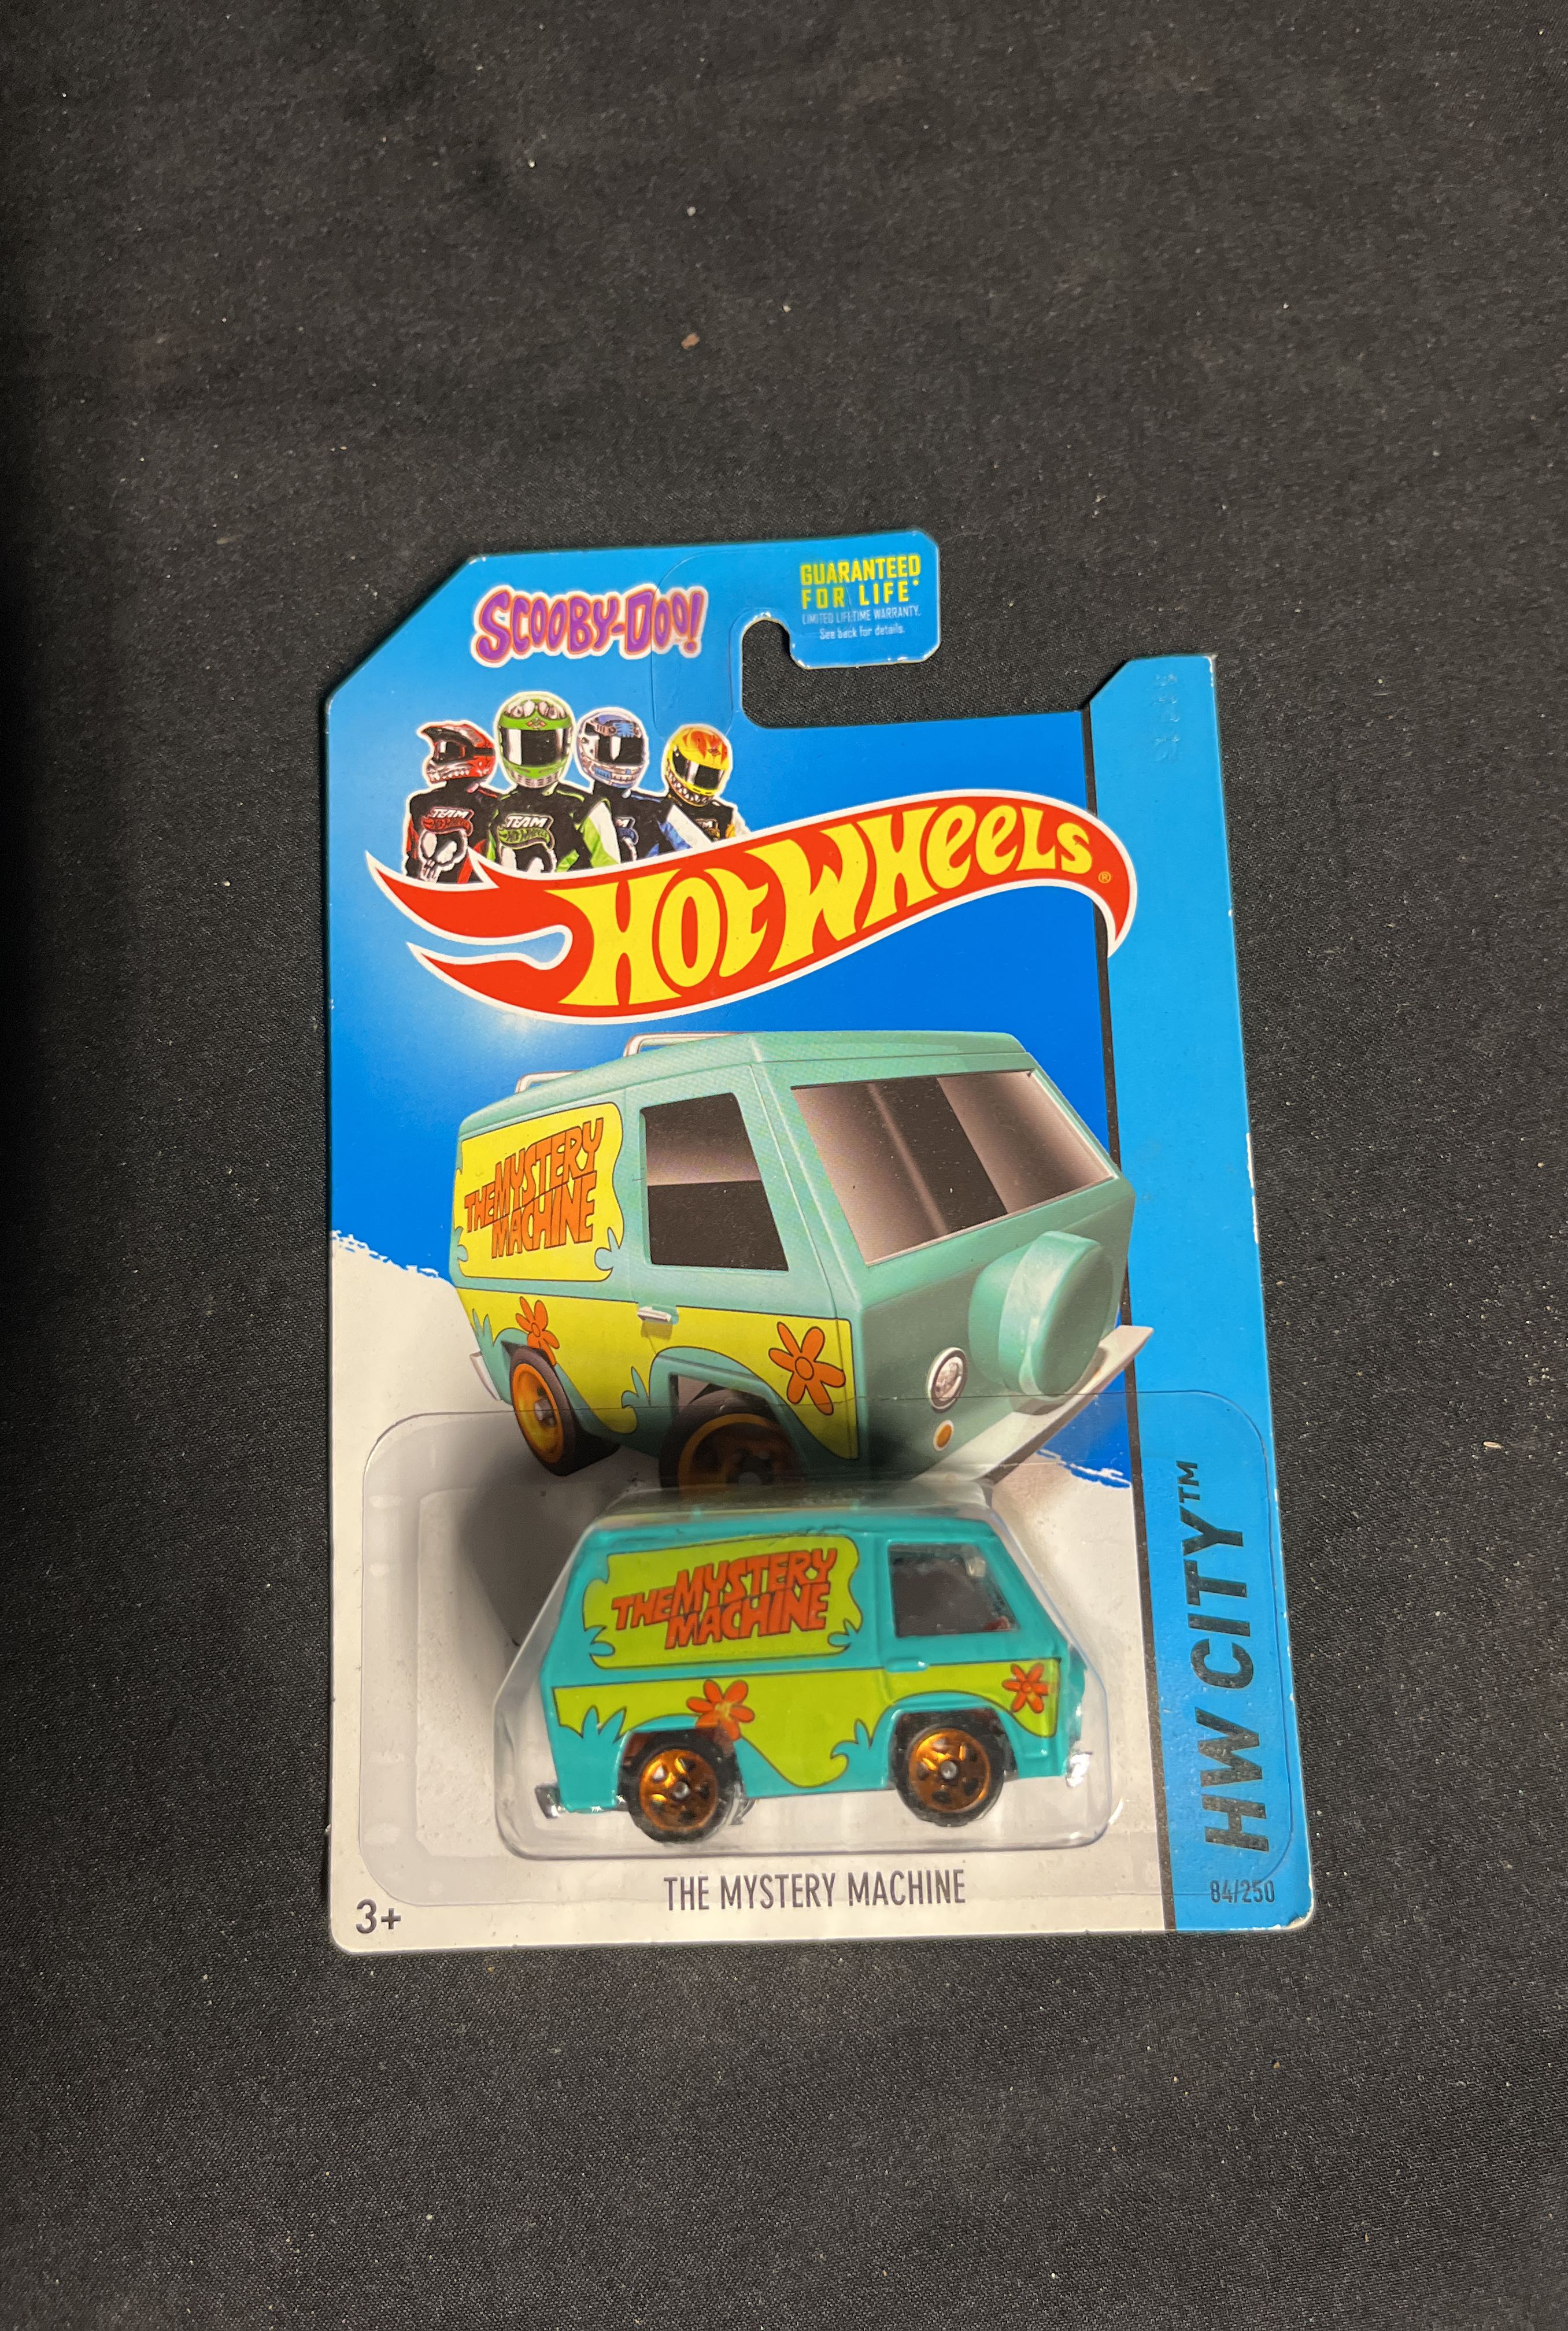 SCOOBY-DOO!
GUARANTEED
FOR LIFE*
LIMITED LIFETIME WARRANTY.
See back for details.
TEAM
TEAM
HOT WHEELS®
THE MYSTERY
MACHINE
THE MYSTERY
MACHINE
THE MYSTERY MACHINE
3+
HW CITY™
84/250